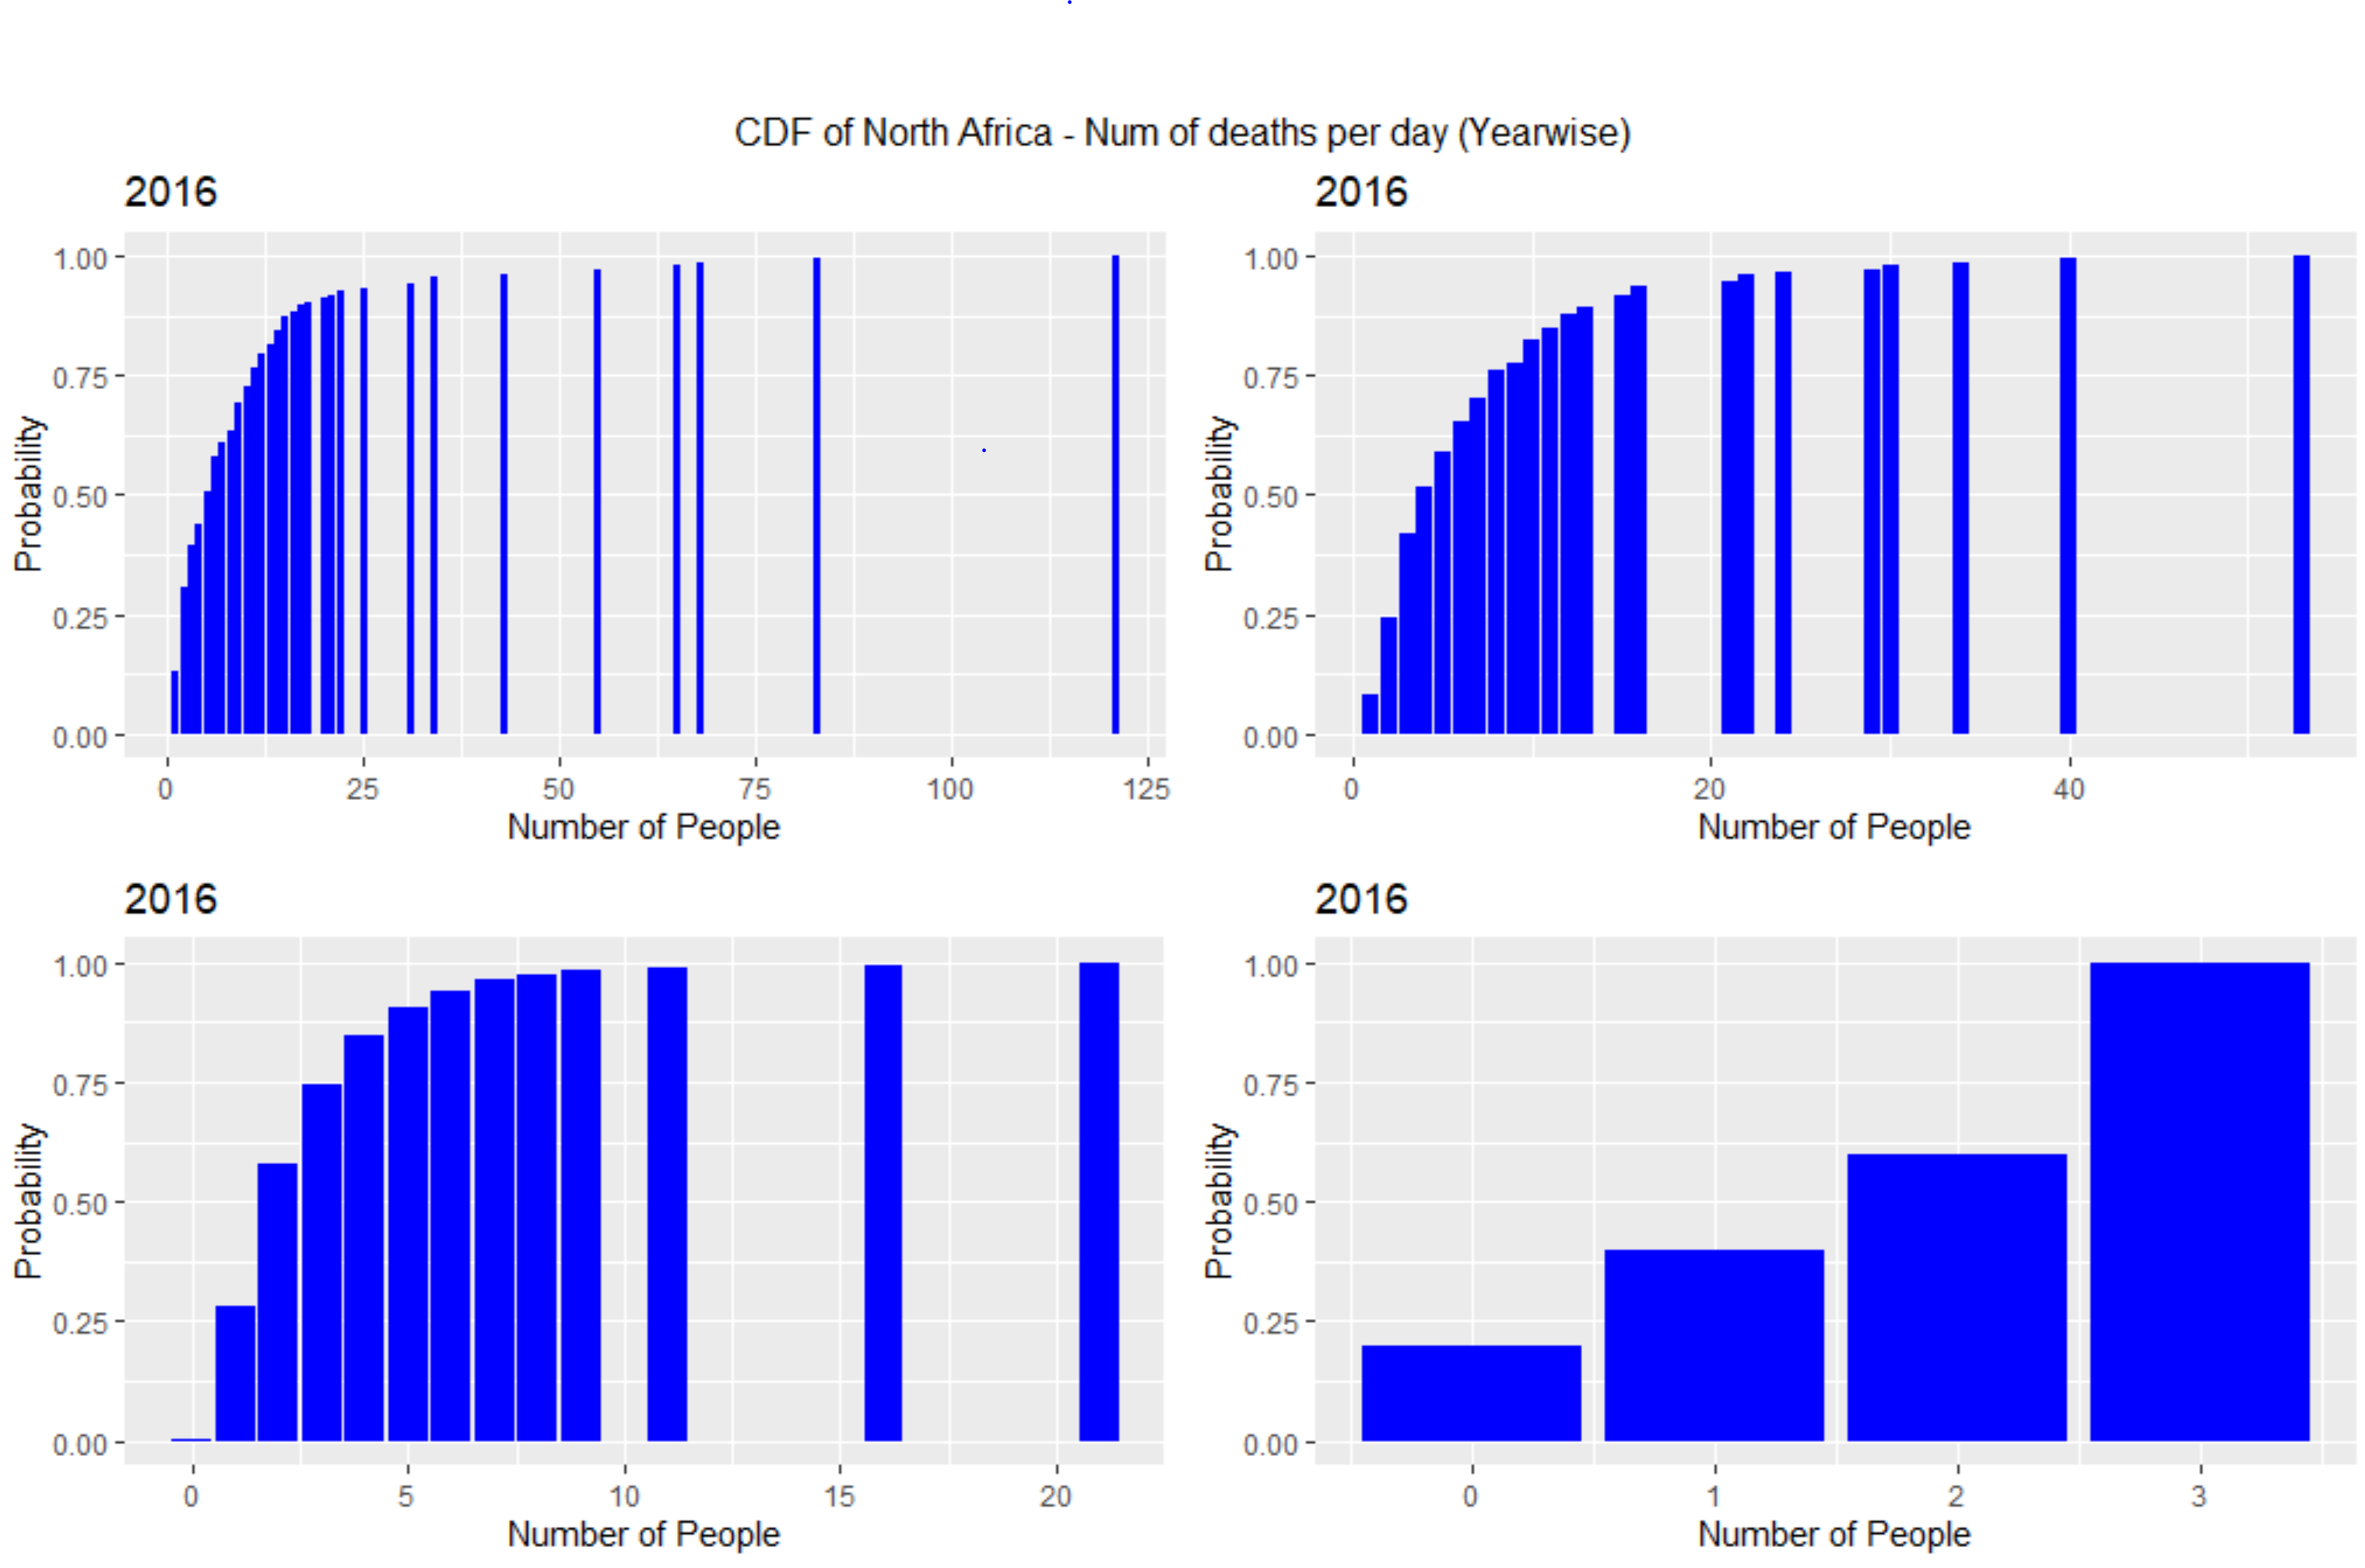 CDF of North Africa - Num of deaths per day (Yearwise)
2016
1.00
0.75
0.50
0.25
0.00
Probability
0 25 50 75 100 125
Number of People
2016
1.00
0.75
0.50
0.25
0.00
Probability
0 20 40
Number of People
2016
1.00
0.75
0.50
0.25
0.00
Probability
0 5 10 15 20
Number of People
2016
1.00
0.75
0.50
0.25
0.00
Probability
0 1 2 3
Number of People